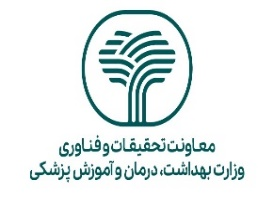 معاونت تحقیقات و فناوری
وزارت بهداشت، درمان و آموزش پزشکی